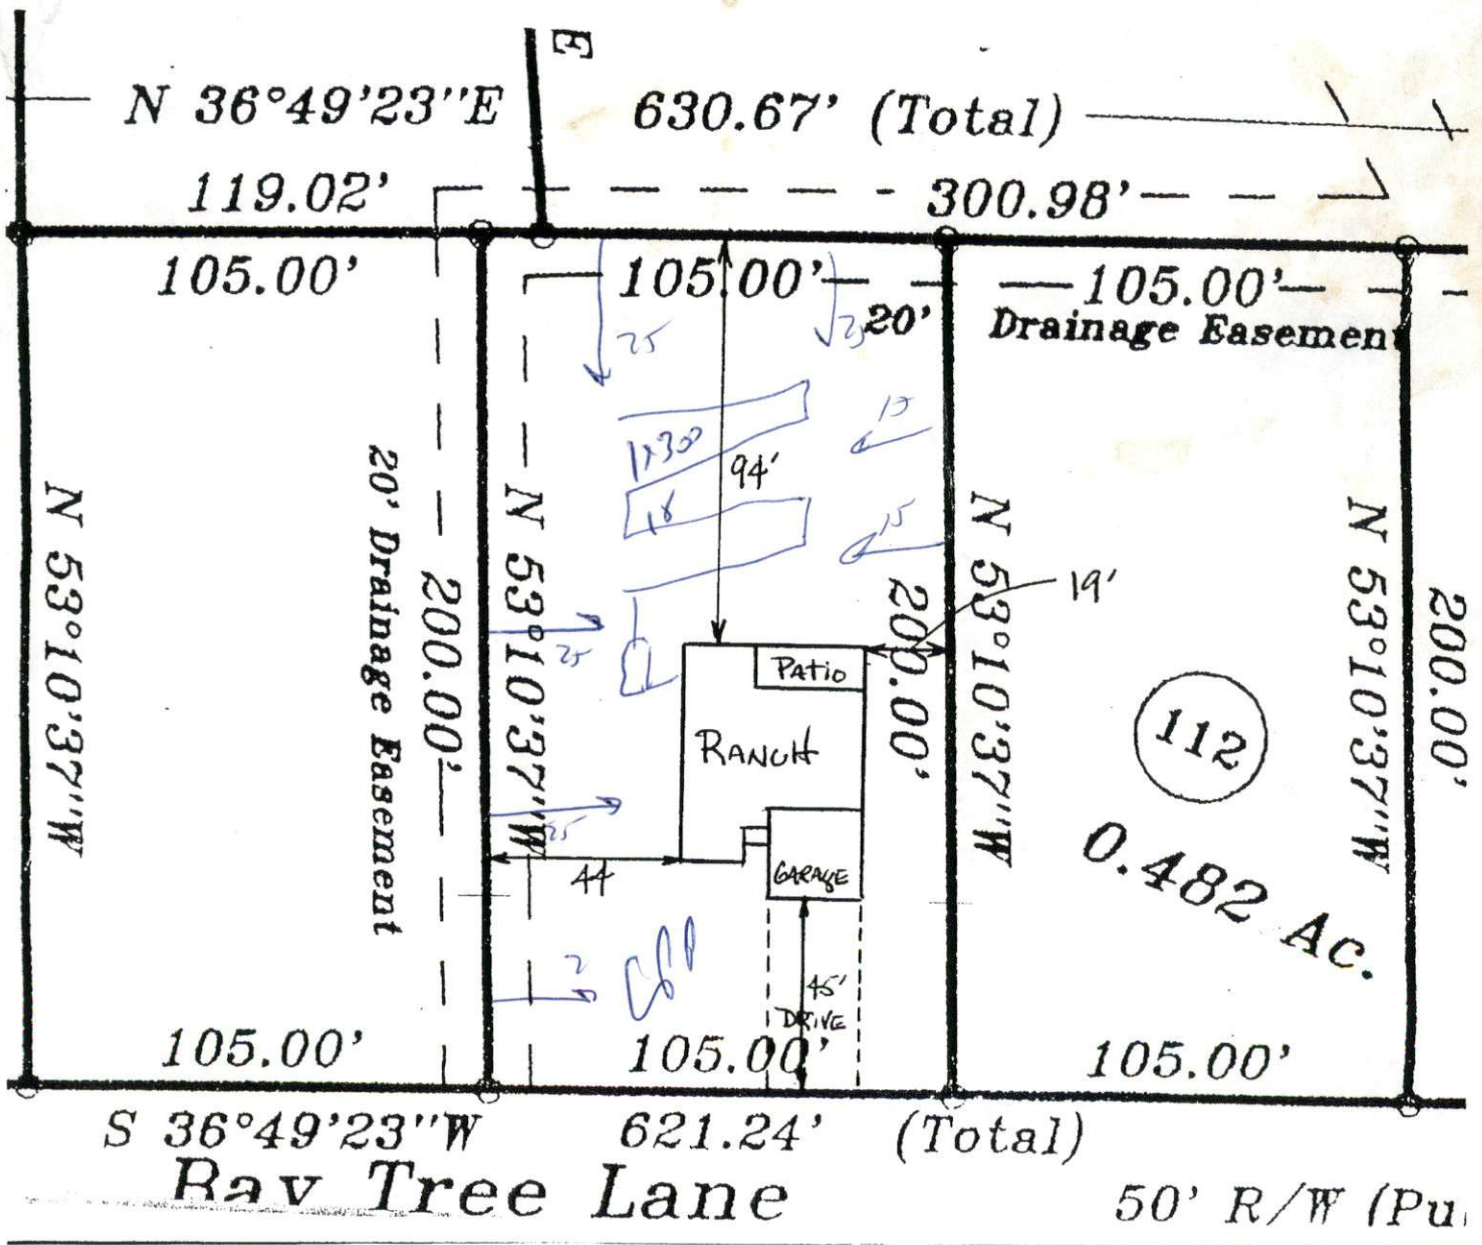 E
N 36°49'23"E 630.67' (Total)
119.02' 300.98'
105.00' 105.00' 105.00'
20' Drainage Easement
25 25
1x300
94'
18
15
15
20' Drainage Easement
200.00'
N 53°10'37"W
N 53°10'37"W
200.00'
N 53°10'37"W
N 53°10'37"W
200.00'
19'
25
PATIO
RANCH
112
0.482 Ac.
25
44
GARAGE
45'
DRIVE
105.00' 105.00' 105.00'
S 36°49'23"W 621.24' (Total)
Bay Tree Lane 50' R/W